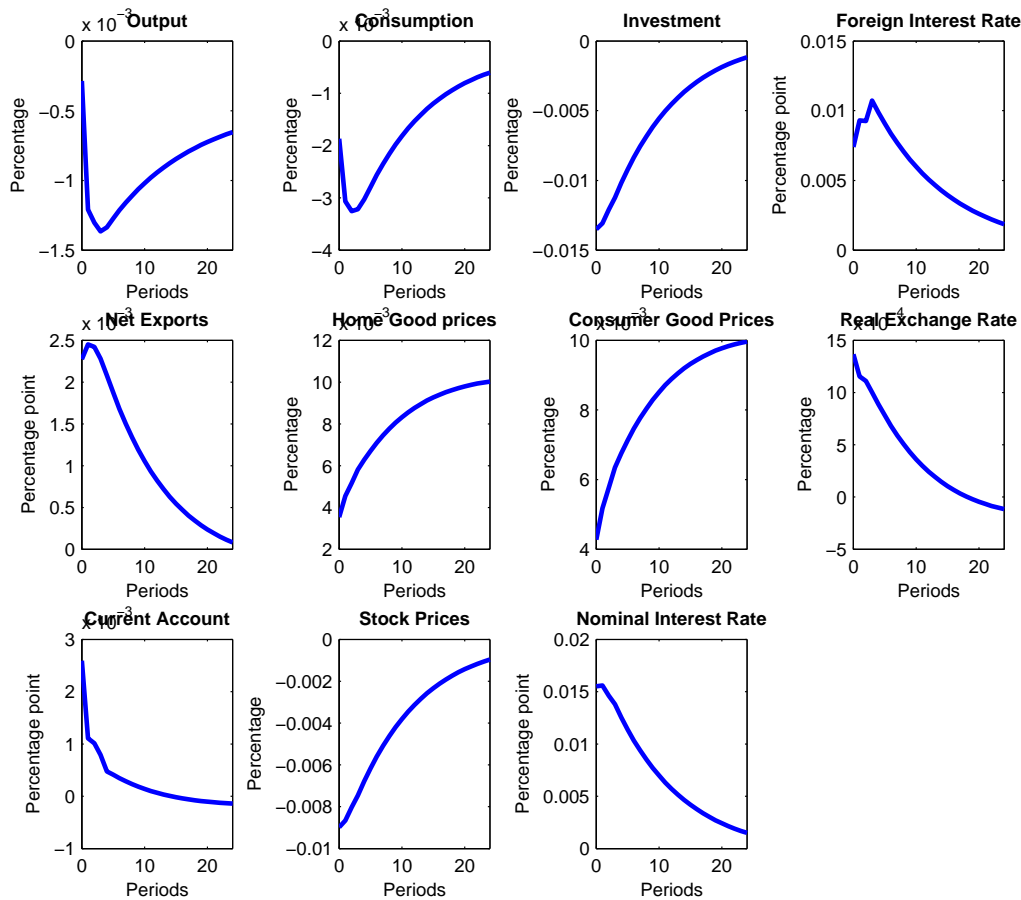 Output
x 10−3
Percentage
0
−0.5
−1
−1.5
0 10 20
Periods
Consumption
x 10−3
Percentage
0
−1
−2
−3
−4
0 10 20
Periods
Investment
Percentage
0
−0.005
−0.01
−0.015
0 10 20
Periods
Foreign Interest Rate
Percentage point
0.015
0.01
0.005
0
0 10 20
Periods
Net Exports
x 10−3
Percentage point
2.5
2
1.5
1
0.5
0
0 10 20
Periods
Home Good prices
x 10−3
Percentage
12
10
8
6
4
2
0 10 20
Periods
Consumer Good Prices
x 10−3
Percentage
10
8
6
4
0 10 20
Periods
Real Exchange Rate
x 10−4
Percentage
15
10
5
0
−5
0 10 20
Periods
Current Account
x 10−3
Percentage point
3
2
1
0
−1
0 10 20
Periods
Stock Prices
Percentage
0
−0.002
−0.004
−0.006
−0.008
−0.01
0 10 20
Periods
Nominal Interest Rate
Percentage point
0.02
0.015
0.01
0.005
0
0 10 20
Periods